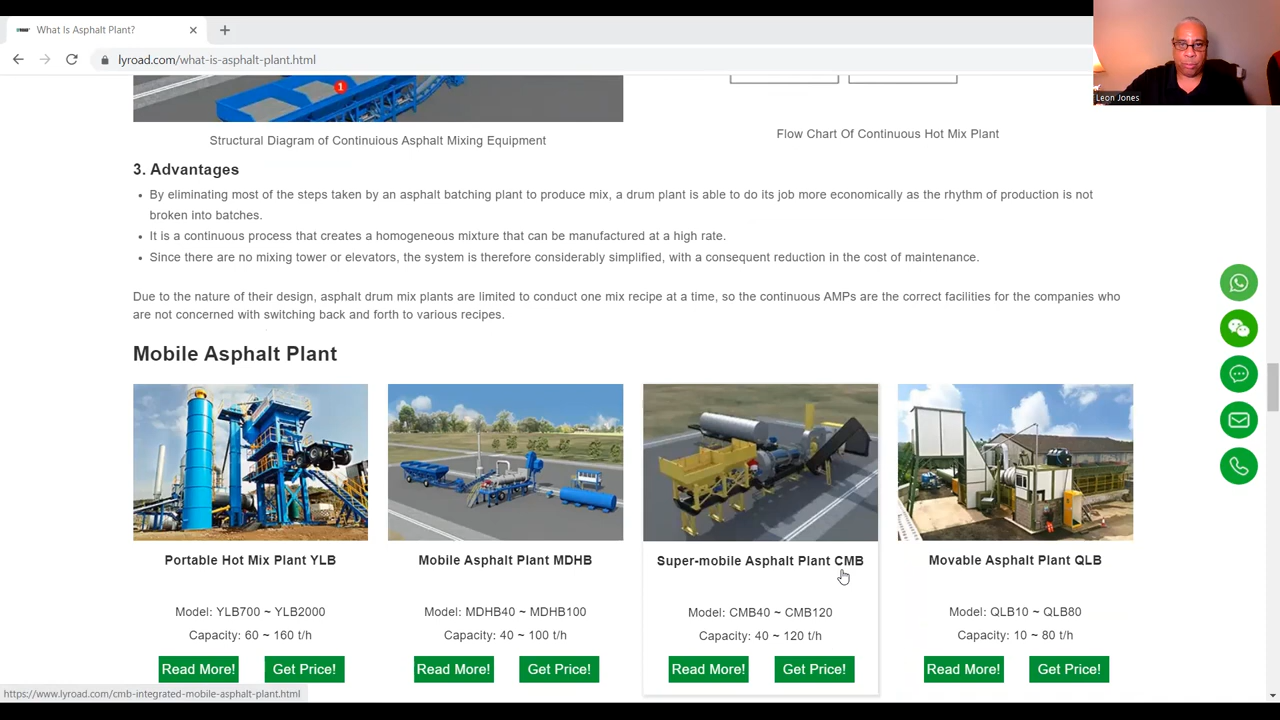 What Is Asphalt Plant?
lyroad.com/what-is-asphalt-plant.html
Leon Jones
1
Structural Diagram of Continuious Asphalt Mixing Equipment
Flow Chart Of Continuous Hot Mix Plant
3. Advantages
• By eliminating most of the steps taken by an asphalt batching plant to produce mix, a drum plant is able to do its job more economically as the rhythm of production is not
broken into batches.
• It is a continuous process that creates a homogeneous mixture that can be manufactured at a high rate.
• Since there are no mixing tower or elevators, the system is therefore considerably simplified, with a consequent reduction in the cost of maintenance.
Due to the nature of their design, asphalt drum mix plants are limited to conduct one mix recipe at a time, so the continuous AMPs are the correct facilities for the companies who
are not concerned with switching back and forth to various recipes.
Mobile Asphalt Plant
Portable Hot Mix Plant YLB
Mobile Asphalt Plant MDHB
Super-mobile Asphalt Plant CMB
Movable Asphalt Plant QLB
Model: YLB700 ~ YLB2000
Model: MDHB40 ~ MDHB100
Model: CMB40 ~ CMB120
Model: QLB10 ~ QLB80
Capacity: 60 ~ 160 t/h
Capacity: 40 ~ 100 t/h
Capacity: 40 ~ 120 t/h
Capacity: 10 ~ 80 t/h
Read More! Get Price!
Read More! Get Price!
Read More! Get Price!
Read More! Get Price!
https://www.lyroad.com/cmb-integrated-mobile-asphalt-plant.html